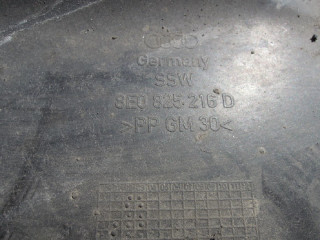 Germany
SSW
8E0 825 216 D
>PP GM 30<